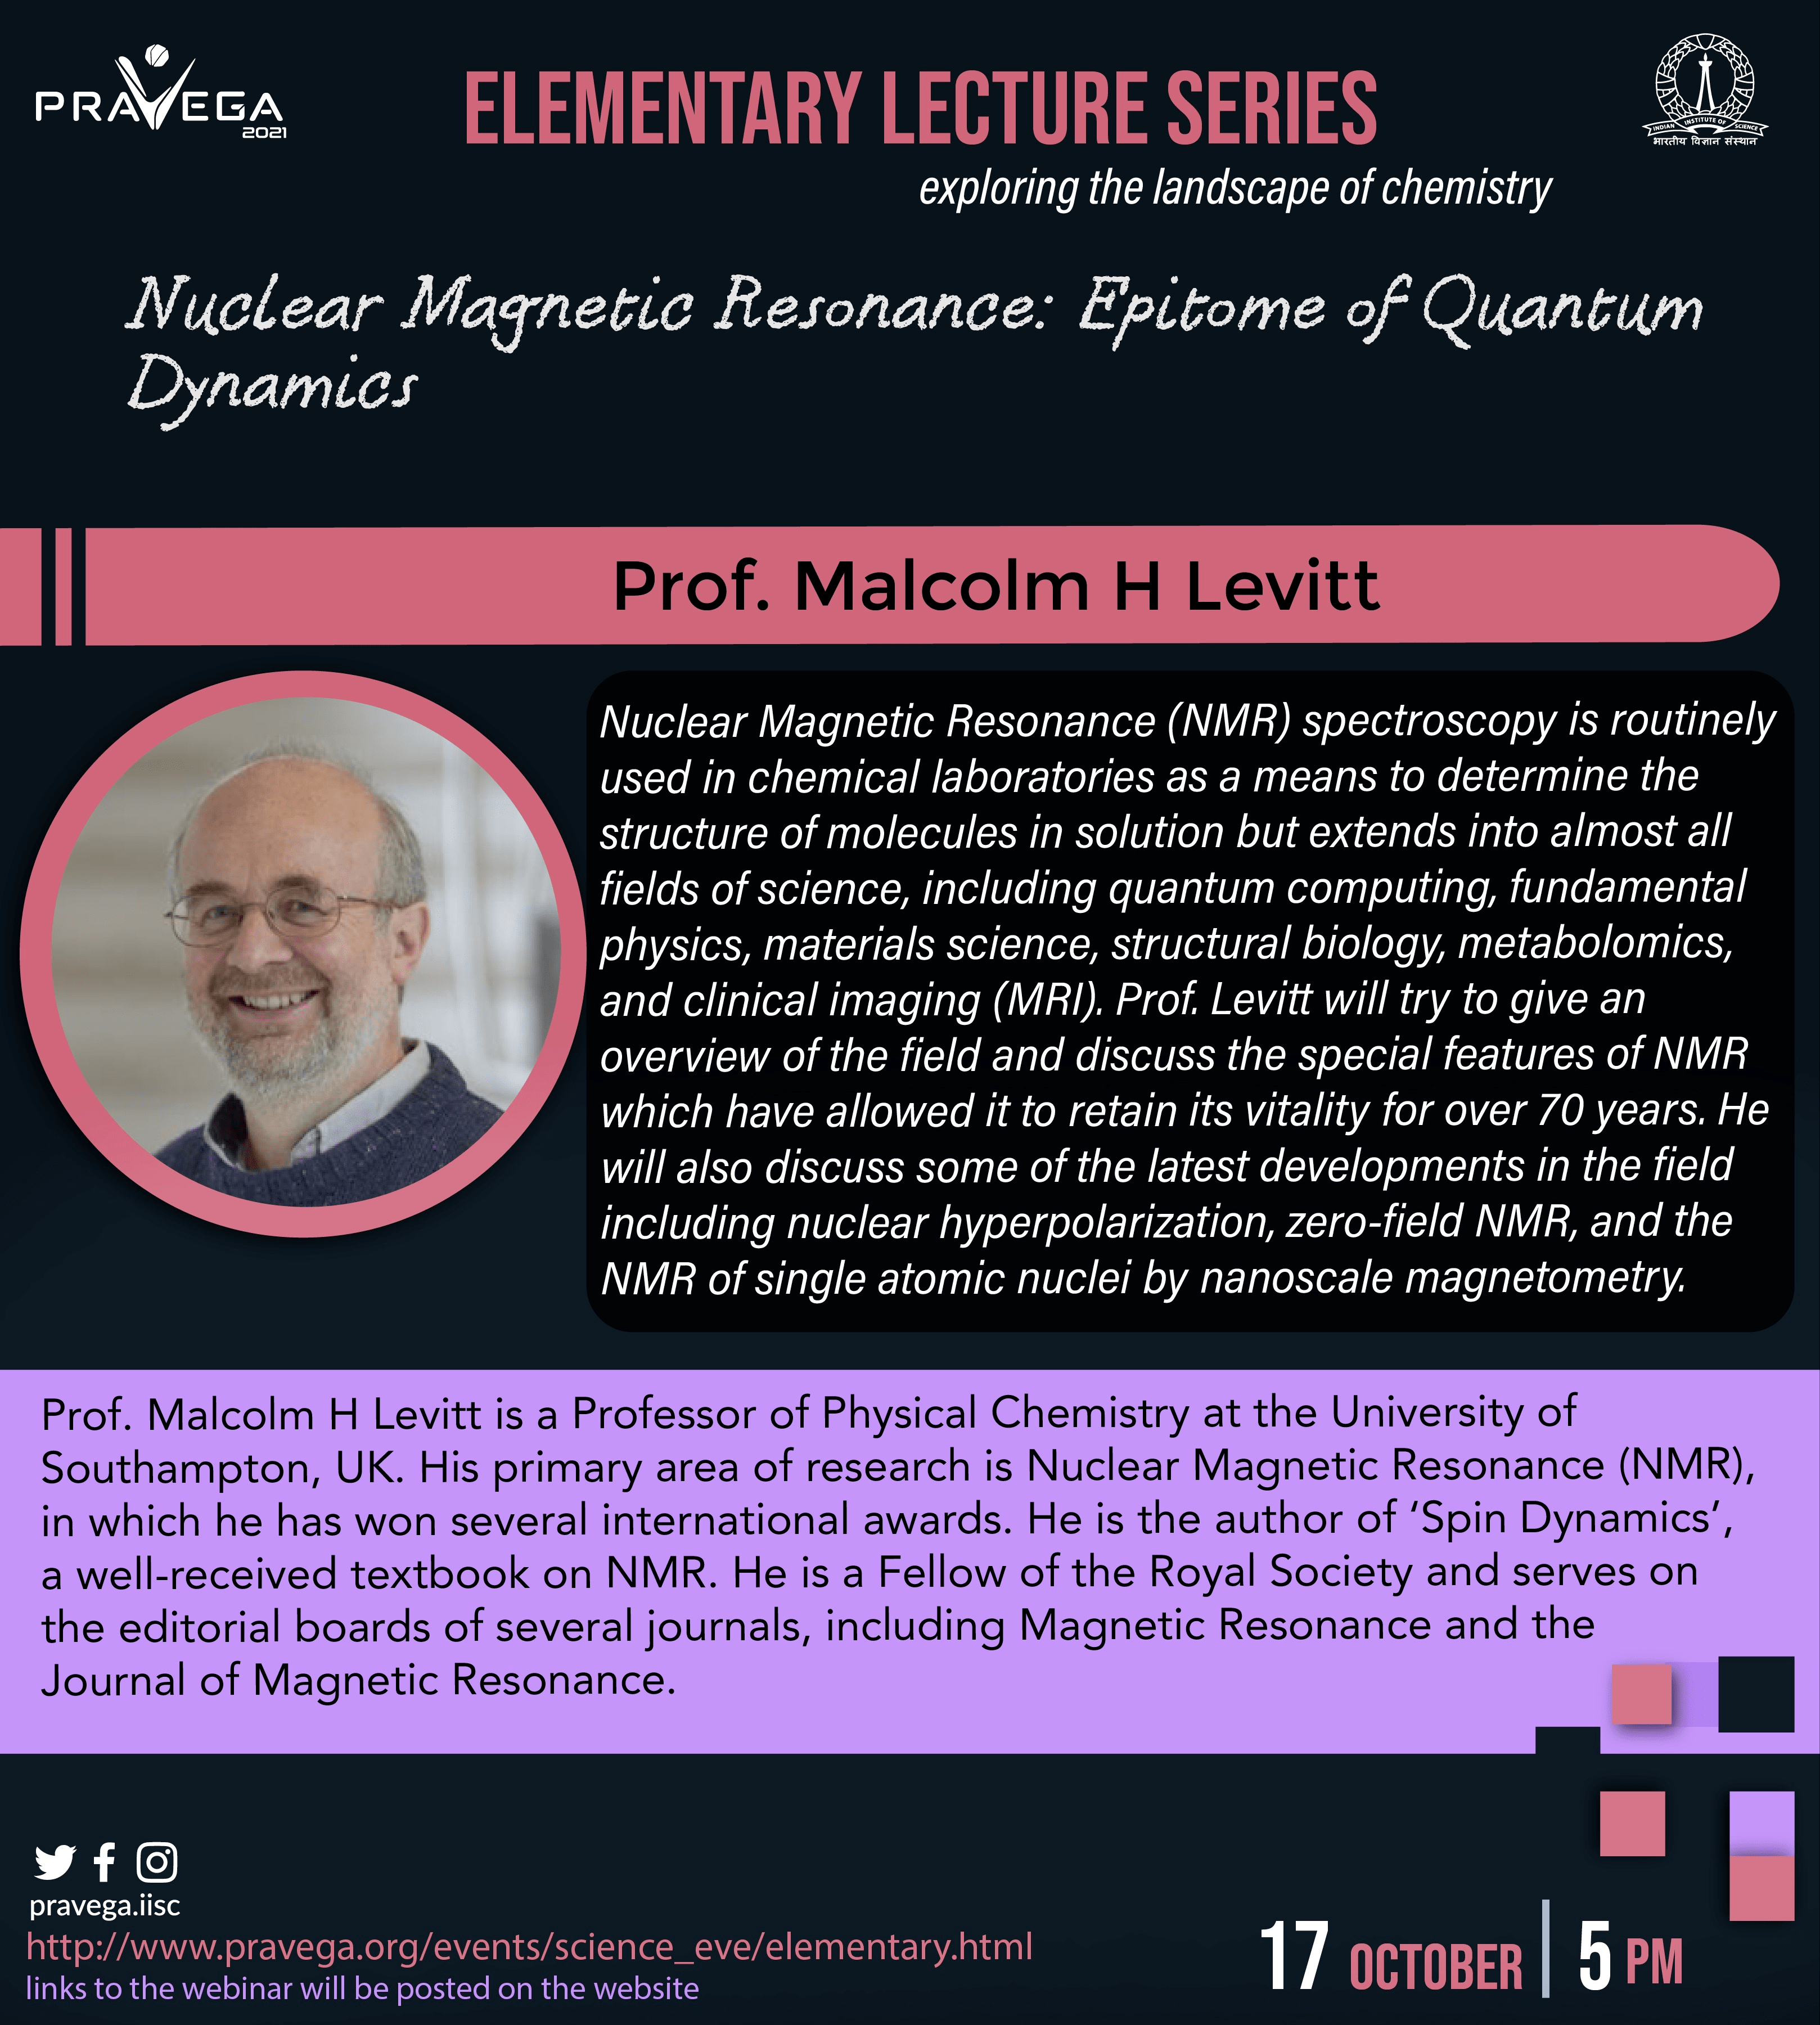 PRAVEGA
2021
ELEMENTARY LECTURE SERIES
exploring the landscape of chemistry
INDIAN INSTITUTE OF SCIENCE
भारतीय विज्ञान संस्थान
Nuclear Magnetic Resonance: Epitome of Quantum
Dynamics
Prof. Malcolm H Levitt
Nuclear Magnetic Resonance (NMR) spectroscopy is routinely
used in chemical laboratories as a means to determine the
structure of molecules in solution but extends into almost all
fields of science, including quantum computing, fundamental
physics, materials science, structural biology, metabolomics,
and clinical imaging (MRI). Prof. Levitt will try to give an
overview of the field and discuss the special features of NMR
which have allowed it to retain its vitality for over 70 years. He
will also discuss some of the latest developments in the field
including nuclear hyperpolarization, zero-field NMR, and the
NMR of single atomic nuclei by nanoscale magnetometry.
Prof. Malcolm H Levitt is a Professor of Physical Chemistry at the University of
Southampton, UK. His primary area of research is Nuclear Magnetic Resonance (NMR),
in which he has won several international awards. He is the author of ‘Spin Dynamics’,
a well-received textbook on NMR. He is a Fellow of the Royal Society and serves on
the editorial boards of several journals, including Magnetic Resonance and the
Journal of Magnetic Resonance.
pravega.iisc
http://www.pravega.org/events/science_eve/elementary.html
links to the webinar will be posted on the website
17 OCTOBER | 5 PM